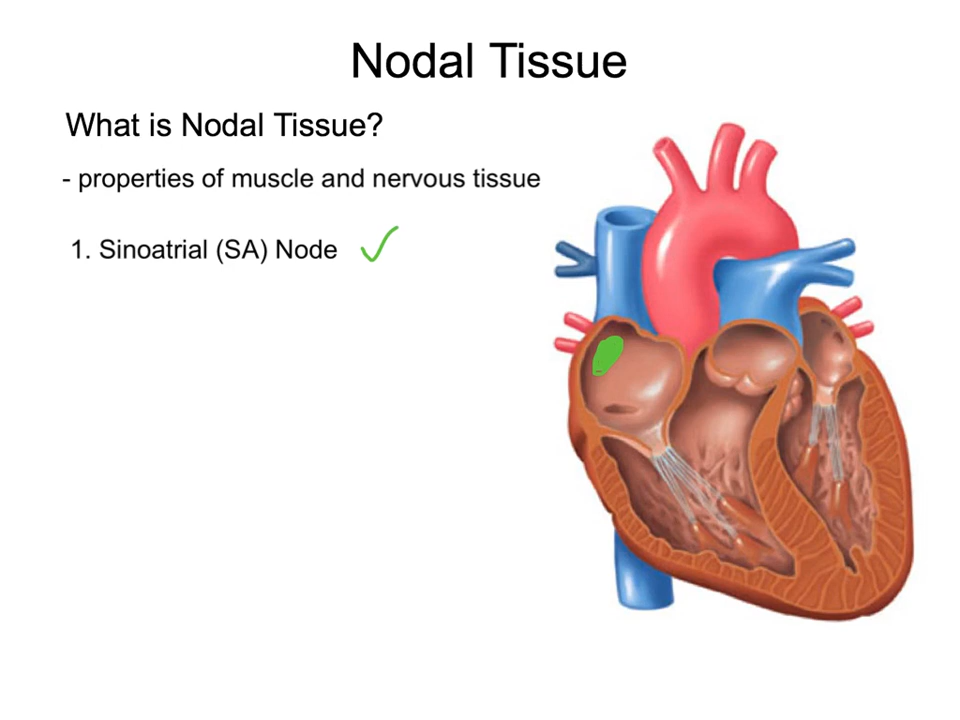 Nodal Tissue
What is Nodal Tissue?
- properties of muscle and nervous tissue
1. Sinoatrial (SA) Node